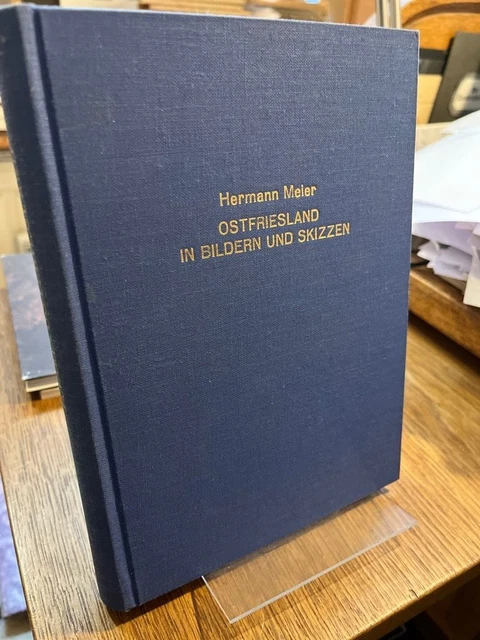 Hermann Meier
OSTFRIESLAND
IN BILDERN UND SKIZZEN